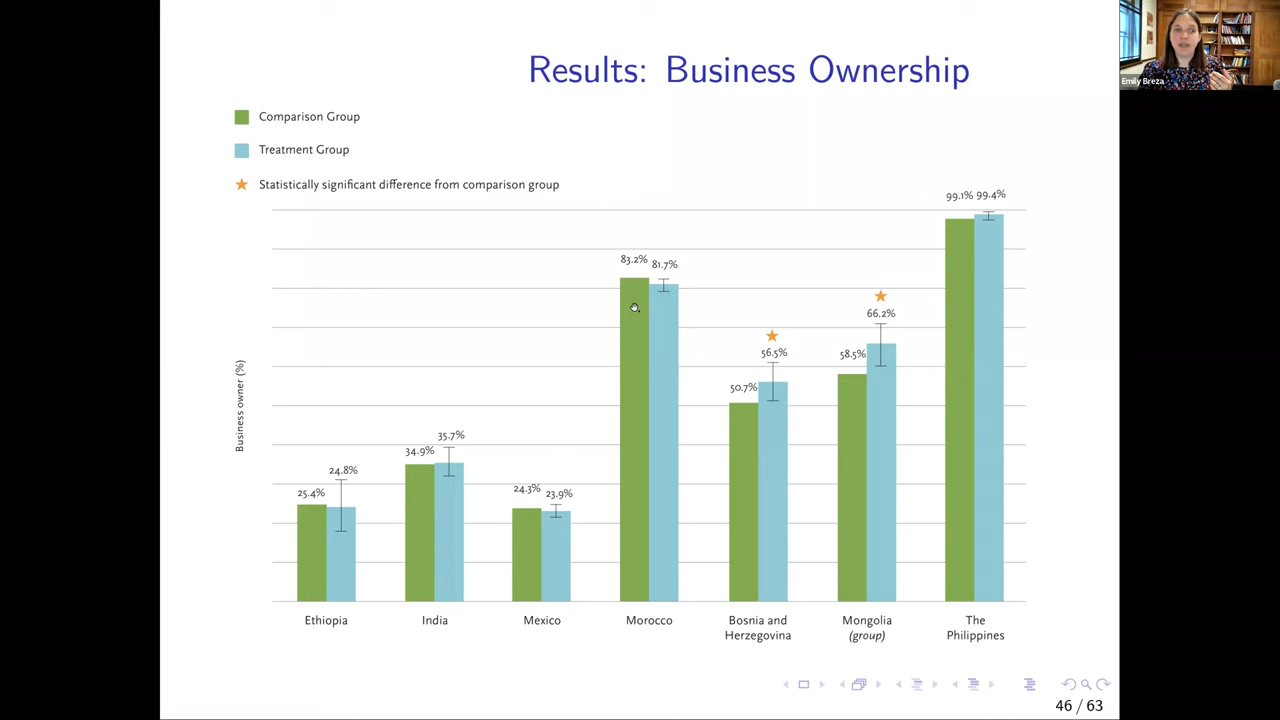 Results: Business Ownership
Emily Breza
Comparison Group
Treatment Group
Statistically significant difference from comparison group
99.1% 99.4%
83.2% 81.7%
66.2%
56.5%
58.5%
50.7%
35.7%
34.9%
24.8%
25.4%
24.3% 23.9%
Business owner (%)
Ethiopia
India
Mexico
Morocco
Bosnia and
Herzegovina
Mongolia
(group)
The
Philippines
46 / 63